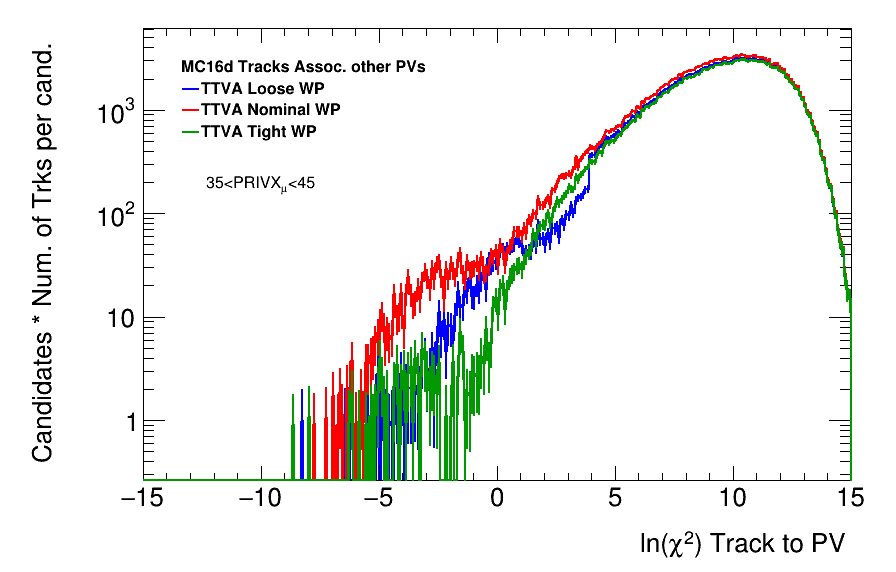 Candidates * Num. of Trks per cand.
MC16d Tracks Assoc. other PVs
TTVA Loose WP
TTVA Nominal WP
TTVA Tight WP
35<PRIVXμ<45
10³
10²
10
1
−15 −10 −5 0 5 10 15
ln(χ²) Track to PV